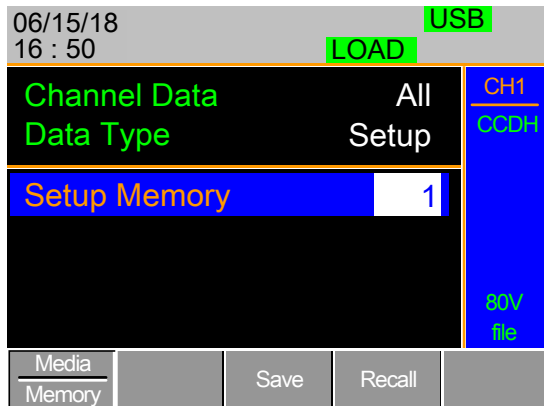 06/15/18 USB
16 : 50 LOAD
Channel Data All
Data Type Setup
Setup Memory 1
CH1
CCDH
80V
file
Media
Memory
Save
Recall